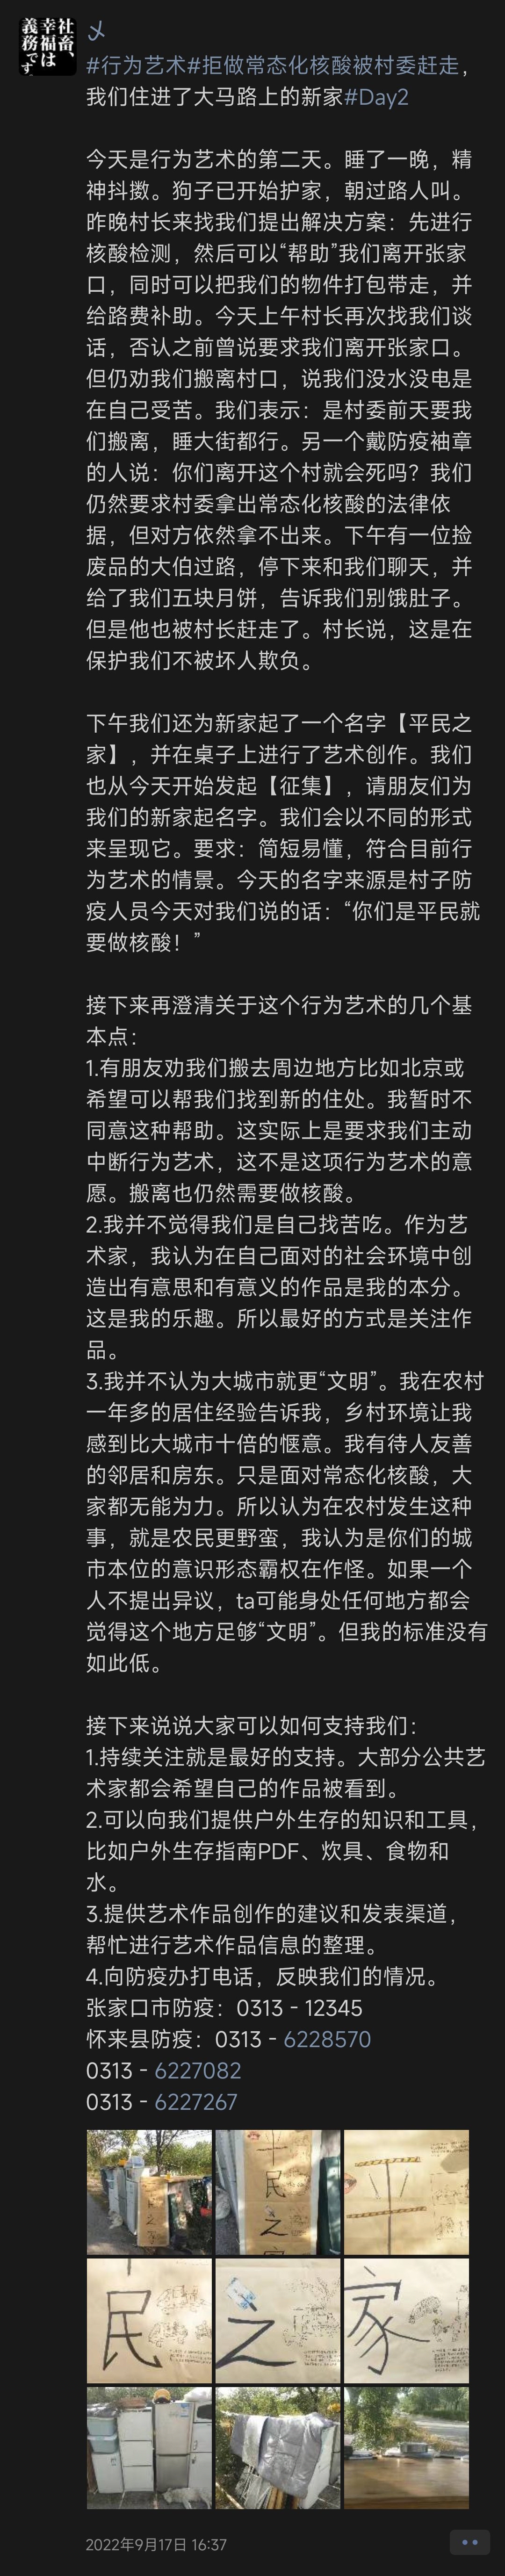 社畜、
幸福は
義務です。
乄
#行为艺术#拒做常态化核酸被村委赶走，
我们住进了大马路上的新家#Day2
今天是行为艺术的第二天。睡了一晚，精
神抖擞。狗子已开始护家，朝过路人叫。
昨晚村长来找我们提出解决方案：先进行
核酸检测，然后可以“帮助”我们离开张家
口，同时可以把我们的物件打包带走，并
给路费补助。今天上午村长再次找我们谈
话，否认之前曾说要求我们离开张家口。
但仍劝我们搬离村口，说我们没水没电是
在自己受苦。我们表示：是村委前天要我
们搬离，睡大街都行。另一个戴防疫袖章
的人说：你们离开这个村就会死吗？我们
仍然要求村委拿出常态化核酸的法律依
据，但对方依然拿不出来。下午有一位捡
废品的大伯过路，停下来和我们聊天，并
给了我们五块月饼，告诉我们别饿肚子。
但是他也被村长赶走了。村长说，这是在
保护我们不被坏人欺负。
下午我们还为新家起了一个名字【平民之
家】，并在桌子上进行了艺术创作。我们
也从今天开始发起【征集】，请朋友们为
我们的新家起名字。我们会以不同的形式
来呈现它。要求：简短易懂，符合目前行
为艺术的情景。今天的名字来源是村子防
疫人员今天对我们说的话：“你们是平民就
要做核酸！”
接下来再澄清关于这个行为艺术的几个基
本点：
1.有朋友劝我们搬去周边地方比如北京或
希望可以帮我们找到新的住处。我暂时不
同意这种帮助。这实际上是要求我们主动
中断行为艺术，这不是这项行为艺术的意
愿。搬离也仍然需要做核酸。
2.我并不觉得我们是自己找苦吃。作为艺
术家，我认为在自己面对的社会环境中创
造出有意思和有意义的作品是我的本分。
这是我的乐趣。所以最好的方式是关注作
品。
3.我并不认为大城市就更“文明”。我在农村
一年多的居住经验告诉我，乡村环境让我
感到比大城市十倍的惬意。我有待人友善
的邻居和房东。只是面对常态化核酸，大
家都无能为力。所以认为在农村发生这种
事，就是农民更野蛮，我认为是你们的城
市本位的意识形态霸权在作怪。如果一个
人不提出异议，ta可能身处任何地方都会
觉得这个地方足够“文明”。但我的标准没有
如此低。
接下来说说大家可以如何支持我们：
1.持续关注就是最好的支持。大部分公共艺
术家都会希望自己的作品被看到。
2.可以向我们提供户外生存的知识和工具，
比如户外生存指南PDF、炊具、食物和
水。
3.提供艺术作品创作的建议和发表渠道，
帮忙进行艺术作品信息的整理。
4.向防疫办打电话，反映我们的情况。
张家口市防疫：0313 - 12345
怀来县防疫：0313 - 6228570
0313 - 6227082
0313 - 6227267
民
之
平
民
之
家
2022年9月17日 16:37